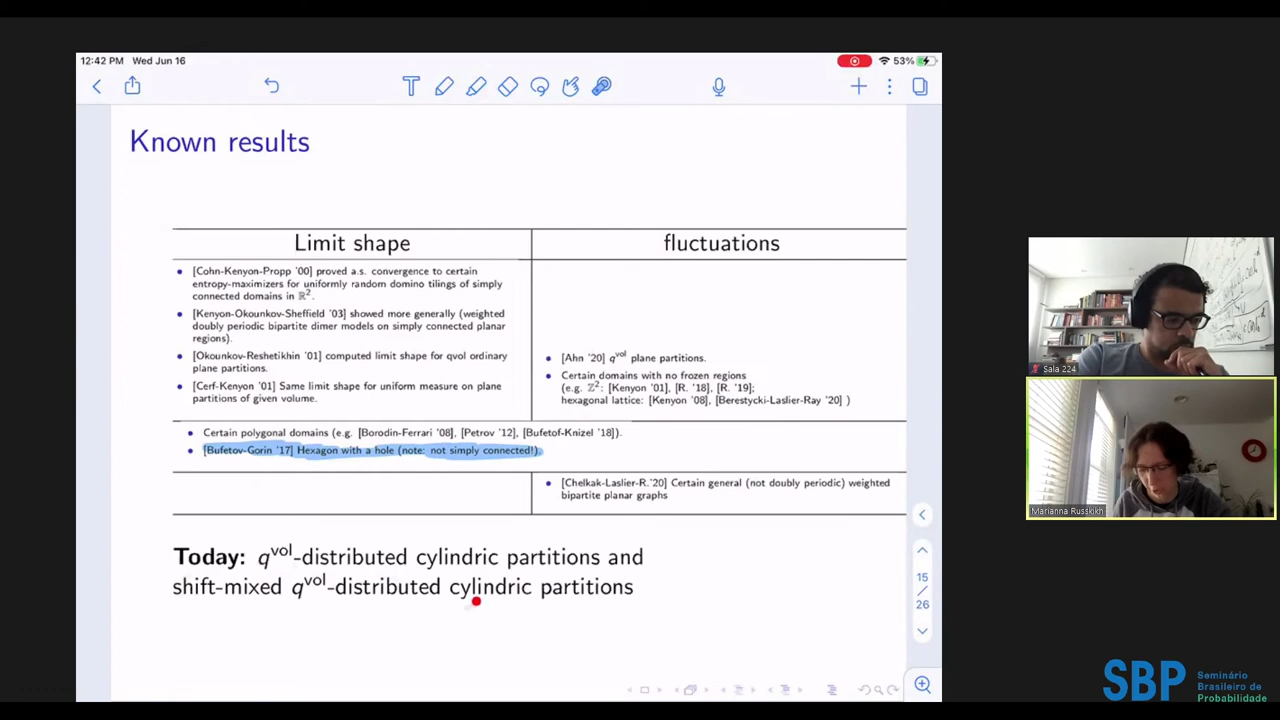 12:42 PM Wed Jun 16
53%
Known results
Limit shape
fluctuations
• [Cohn-Kenyon-Propp '00] proved a.s. convergence to certain
entropy-maximizers for uniformly random domino tilings of simply
connected domains in ℝ².
• [Kenyon-Okounkov-Sheffield '03] showed more generally (weighted
doubly periodic bipartite dimer models on simply connected planar
regions).
• [Okounkov-Reshetikhin '01] computed limit shape for qvol ordinary
plane partitions.
• [Cerf-Kenyon '01] Same limit shape for uniform measure on plane
partitions of given volume.
• [Ahn '20] q^vol plane partitions.
• Certain domains with no frozen regions
(e.g. ℤ²: [Kenyon '01], [R. '18], [R. '19];
hexagonal lattice: [Kenyon '08], [Berestycki-Laslier-Ray '20] )
• Certain polygonal domains (e.g. [Borodin-Ferrari '08], [Petrov '12], [Bufetof-Knizel '18]).
• [Bufetov-Gorin '17] Hexagon with a hole (note: not simply connected!).
• [Chelkak-Laslier-R.'20] Certain general (not doubly periodic) weighted
bipartite planar graphs
Today: q^vol-distributed cylindric partitions and
shift-mixed q^vol-distributed cylindric partitions
15
/
26
Sala 224
Marianna Russkikh
SBP
Seminário
Brasileiro de
Probabilidade